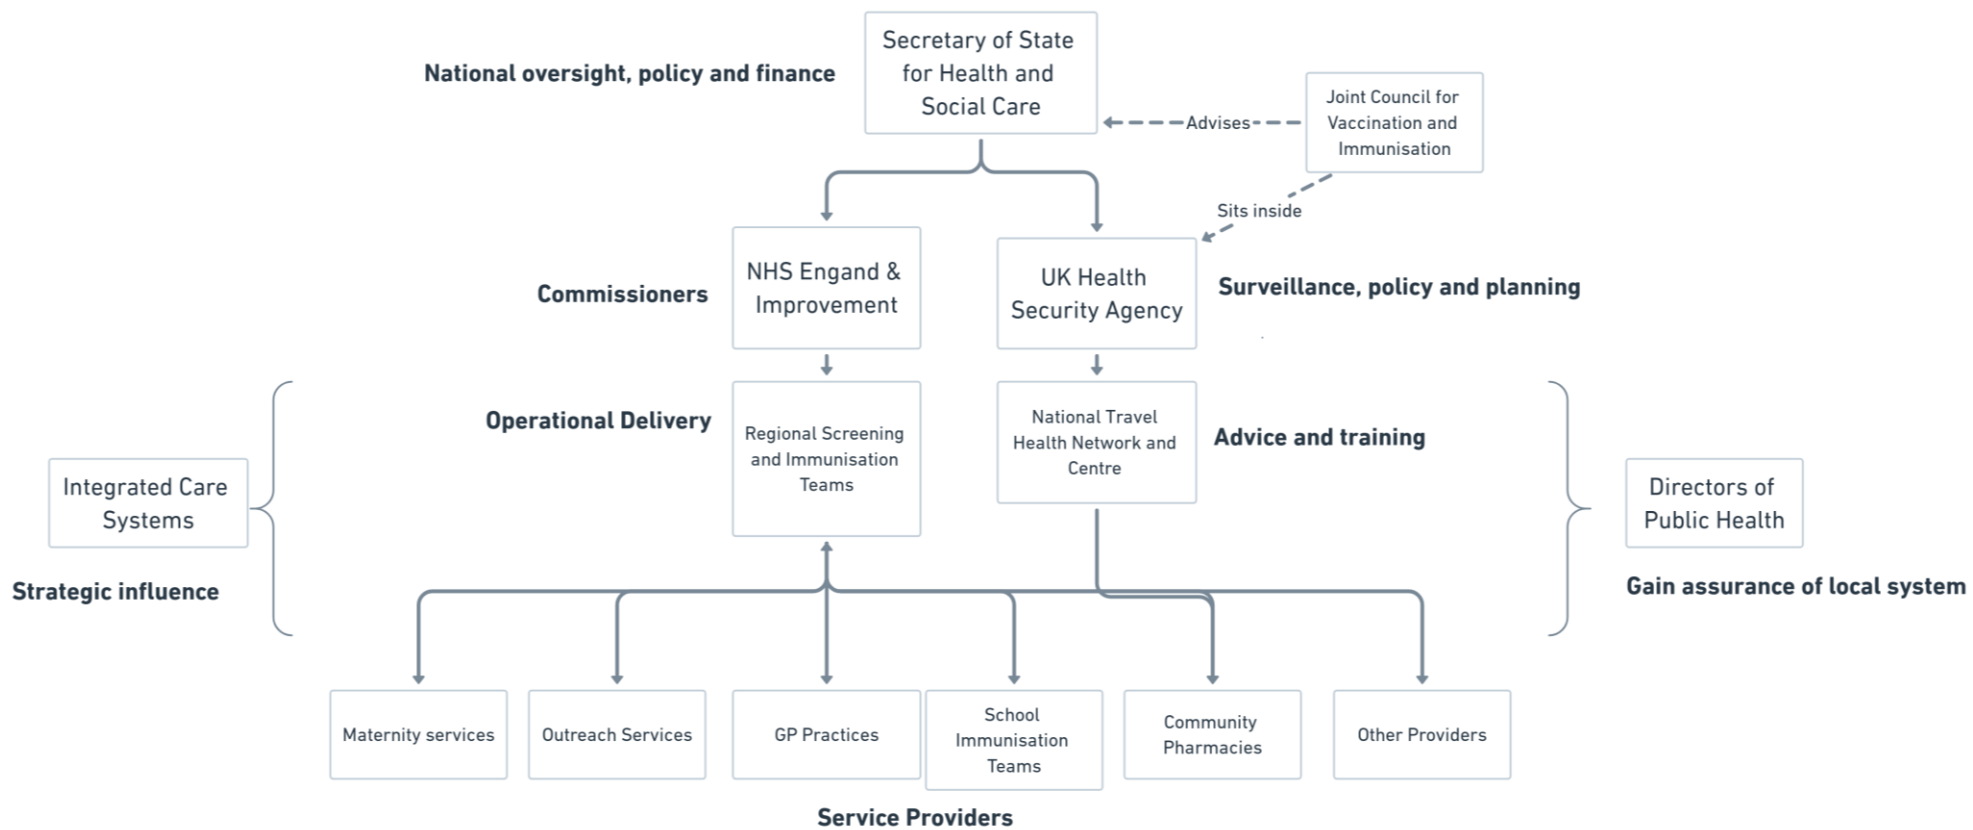 Secretary of State
for Health and
Social Care
National oversight, policy and finance
Joint Council for
Vaccination and
Immunisation
Advises
Sits inside
NHS Engand &
Improvement
Commissioners
UK Health
Security Agency
Surveillance, policy and planning
Operational Delivery
Regional Screening
and Immunisation
Teams
National Travel
Health Network and
Centre
Advice and training
Integrated Care
Systems
Strategic influence
Directors of
Public Health
Gain assurance of local system
Maternity services
Outreach Services
GP Practices
School
Immunisation
Teams
Community
Pharmacies
Other Providers
Service Providers